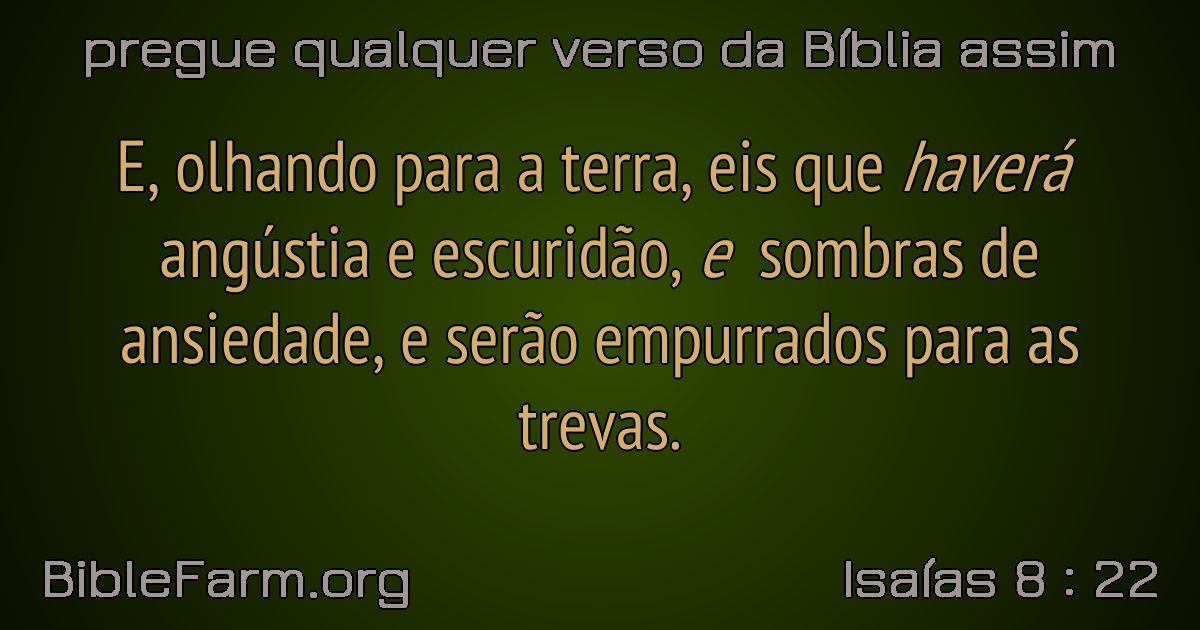 pregue qualquer verso da Bíblia assim
E, olhando para a terra, eis que haverá
angústia e escuridão, e sombras de
ansiedade, e serão empurrados para as
trevas.
BibleFarm.org
Isaías 8 : 22